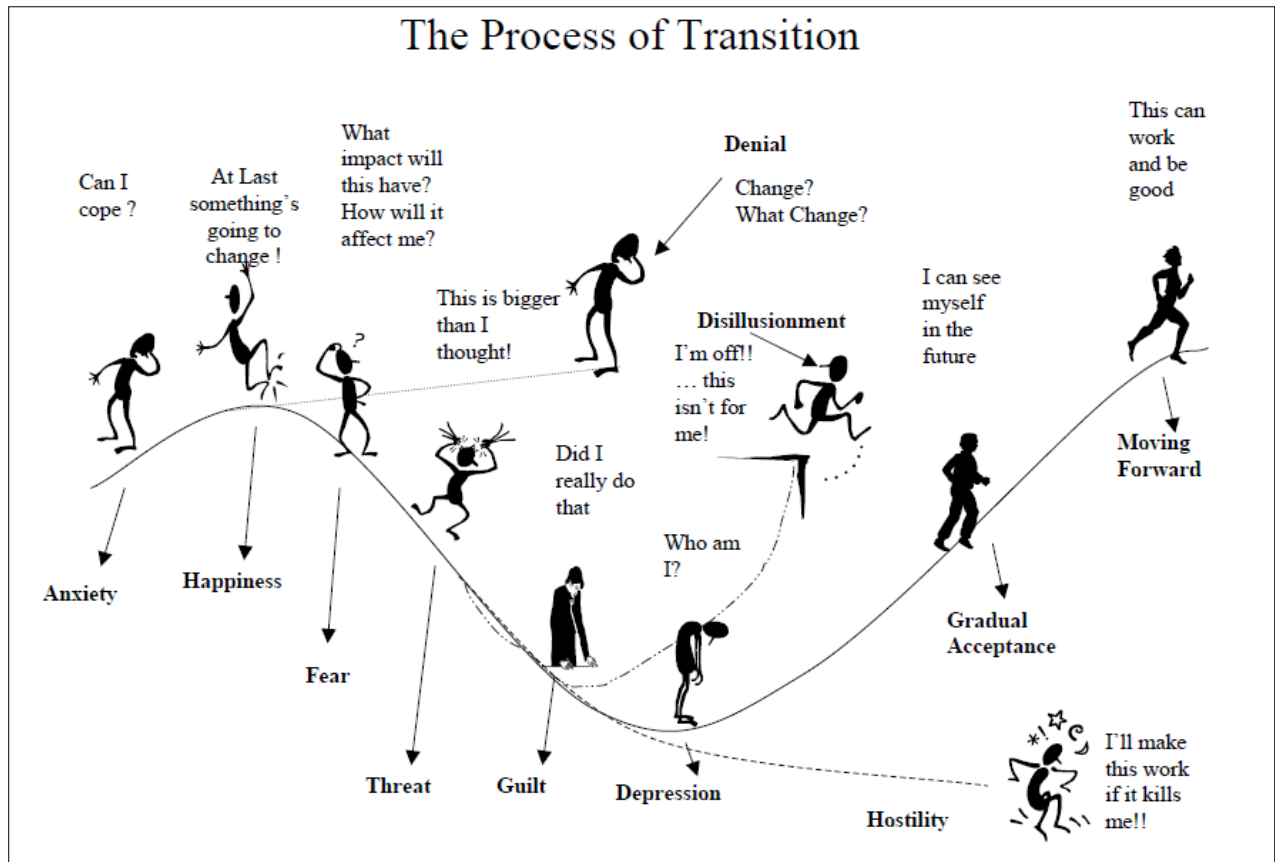 The Process of Transition
Can I
cope ?
At Last
something's
going to
change !
What
impact will
this have?
How will it
affect me?
This is bigger
than I
thought!
Denial
Change?
What Change?
Disillusionment
I'm off!!
… this
isn't for
me!
I can see
myself
in the
future
This can
work
and be
good
?
Did I
really do
that
Who am
I?
Anxiety
Happiness
Fear
Threat
Guilt
Depression
Gradual
Acceptance
Moving
Forward
Hostility
*!
I'll make
this work
if it kills
me!!